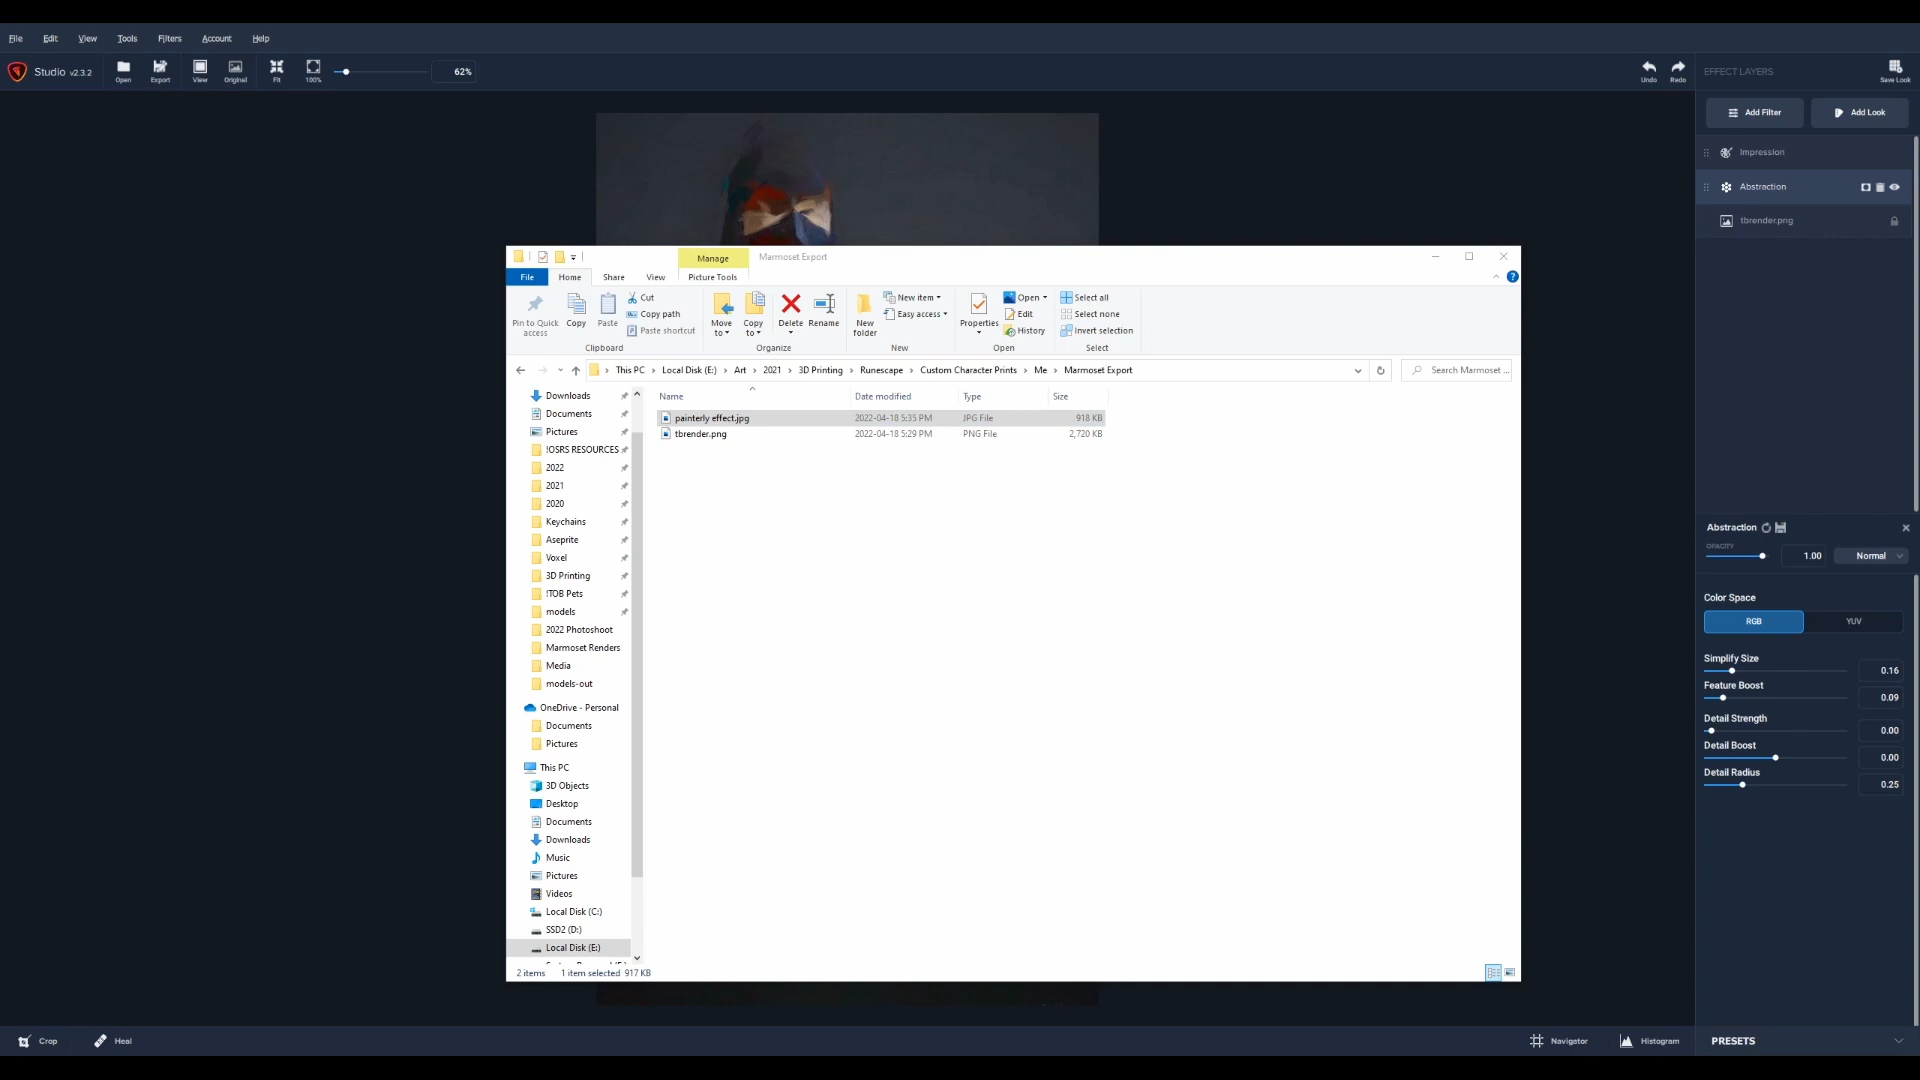 File Edit View Tools Filters Account Help
Studio v2.3.2 Open Export View Original Fit 100% 62% Undo Redo EFFECT LAYERS Save Look
Add Filter Add Look
Impression
Abstraction
tbrender.png
Manage Marmoset Export
File Home Share View Picture Tools
Pin to Quick access Copy Paste Cut Copy path Paste shortcut Move to Copy to Delete Rename New folder New item Easy access Properties Open Edit History Select all Select none Invert selection
Clipboard Organize New Open Select
This PC > Local Disk (E:) > Art > 2021 > 3D Printing > Runescape > Custom Character Prints > Me > Marmoset Export Search Marmoset ...
Name Date modified Type Size
painterly effect.jpg 2022-04-18 5:35 PM JPG File 918 KB
tbrender.png 2022-04-18 5:29 PM PNG File 2,720 KB
Downloads
Documents
Pictures
!OSRS RESOURCES
2022
2021
2020
Keychains
Aseprite
Voxel
3D Printing
!TOB Pets
models
2022 Photoshoot
Marmoset Renders
Media
models-out
OneDrive - Personal
Documents
Pictures
This PC
3D Objects
Desktop
Documents
Downloads
Music
Pictures
Videos
Local Disk (C:)
SSD2 (D:)
Local Disk (E:)
2 items 1 item selected 917 KB
Abstraction
OPACITY 1.00 Normal
Color Space
RGB YUV
Simplify Size 0.16
Feature Boost 0.09
Detail Strength 0.00
Detail Boost 0.00
Detail Radius 0.25
Crop Heal Navigator Histogram PRESETS